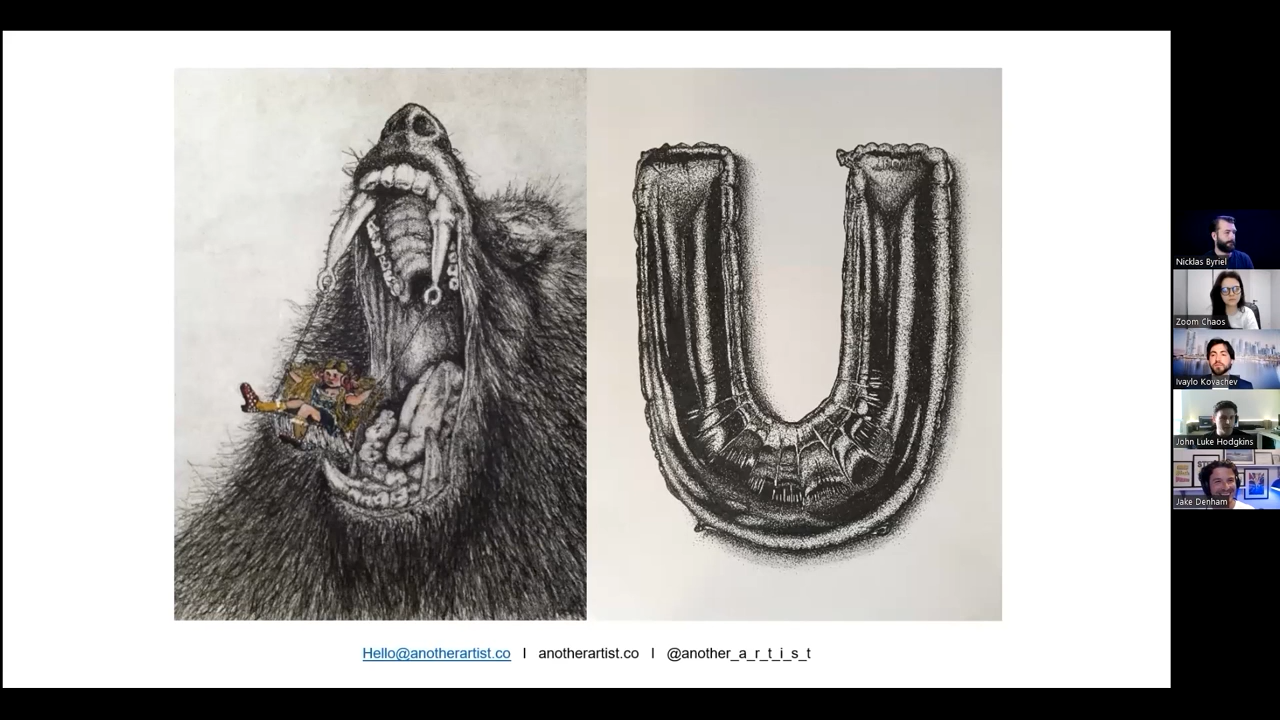 Hello@anotherartist.co I anotherartist.co I @another_a_r_t_i_s_t
Nicklas Byriel
Zoom Chaos
Ivaylo Kovachev
John Luke Hodgkins
Jake Denham